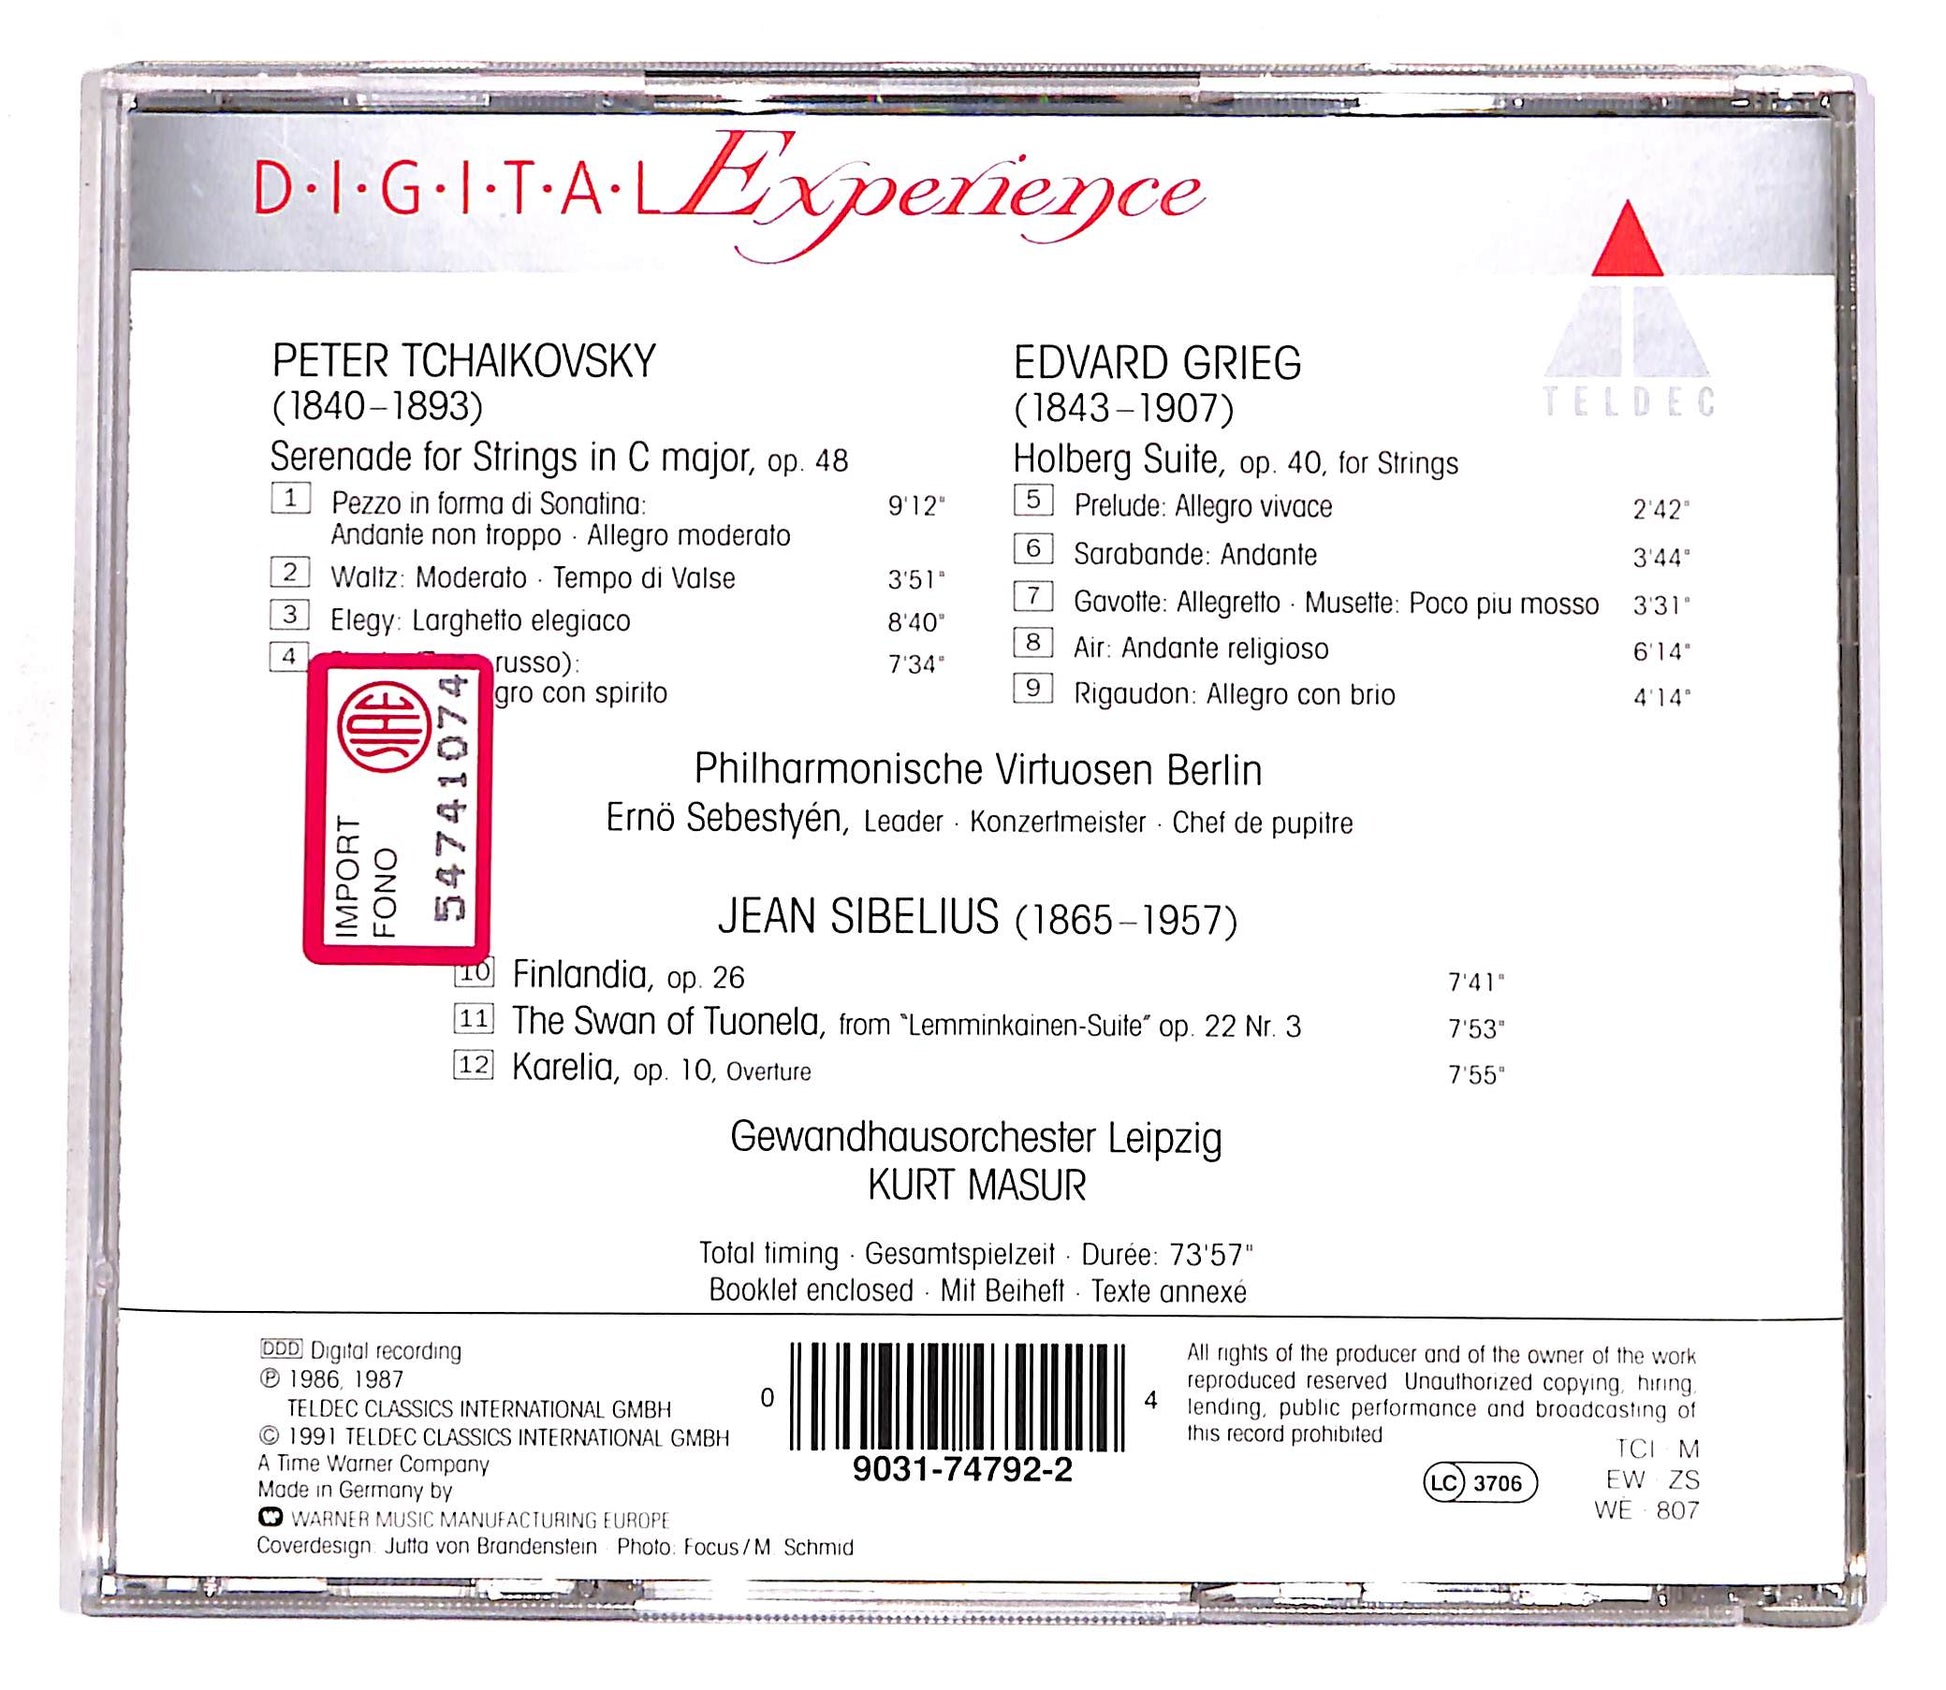 D·I·G·I·T·A·L Experience
TELDEC
PETER TCHAIKOVSKY
(1840–1893)
Serenade for Strings in C major, op. 48
1 Pezzo in forma di Sonatina: 9'12"
Andante non troppo · Allegro moderato
2 Waltz: Moderato · Tempo di Valse 3'51"
3 Elegy: Larghetto elegiaco 8'40"
4 russo): 7'34"
gro con spirito
EDVARD GRIEG
(1843–1907)
Holberg Suite, op. 40, for Strings
5 Prelude: Allegro vivace 2'42"
6 Sarabande: Andante 3'44"
7 Gavotte: Allegretto · Musette: Poco piu mosso 3'31"
8 Air: Andante religioso 6'14"
9 Rigaudon: Allegro con brio 4'14"
SIAE
IMPORT
FONO
54741074
Philharmonische Virtuosen Berlin
Ernö Sebestyén, Leader · Konzertmeister · Chef de pupitre
JEAN SIBELIUS (1865–1957)
10 Finlandia, op. 26 7'41"
11 The Swan of Tuonela, from "Lemminkainen-Suite" op. 22 Nr. 3 7'53"
12 Karelia, op. 10, Overture 7'55"
Gewandhausorchester Leipzig
KURT MASUR
Total timing · Gesamtspielzeit · Durée: 73'57"
Booklet enclosed · Mit Beiheft · Texte annexé
DDD Digital recording
℗ 1986, 1987
TELDEC CLASSICS INTERNATIONAL GMBH
© 1991 TELDEC CLASSICS INTERNATIONAL GMBH
A Time Warner Company
Made in Germany by
WARNER MUSIC MANUFACTURING EUROPE
Coverdesign: Jutta von Brandenstein · Photo: Focus/M. Schmid
0 4
9031-74792-2
All rights of the producer and of the owner of the work
reproduced reserved. Unauthorized copying, hiring,
lending, public performance and broadcasting of
this record prohibited
LC 3706
TCI · M
EW · ZS
WE · 807